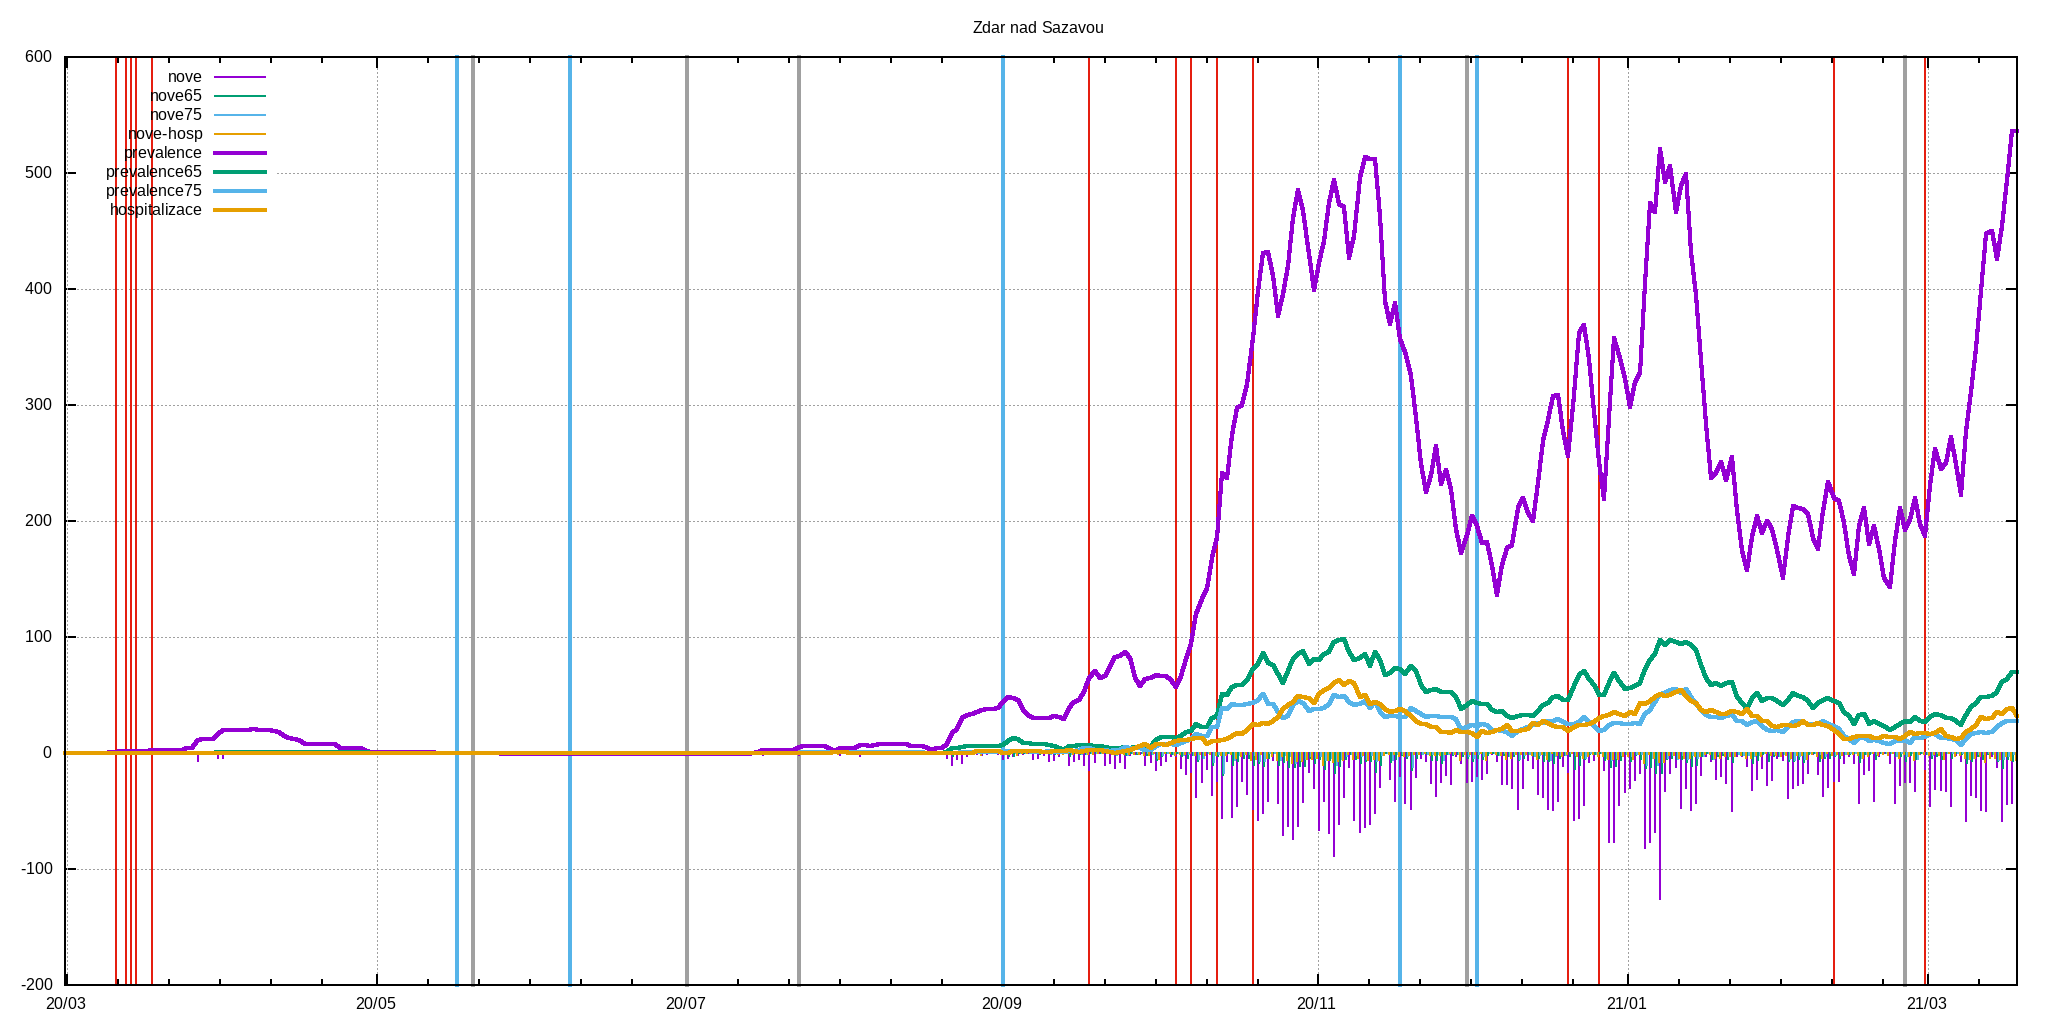 Zdar nad Sazavou
600
nove
nove65
nove75
nove-hosp
prevalence
prevalence65
prevalence75
hospitalizace
500
400
300
200
100
0
-100
-200
20/03 20/05 20/07 20/09 20/11 21/01 21/03